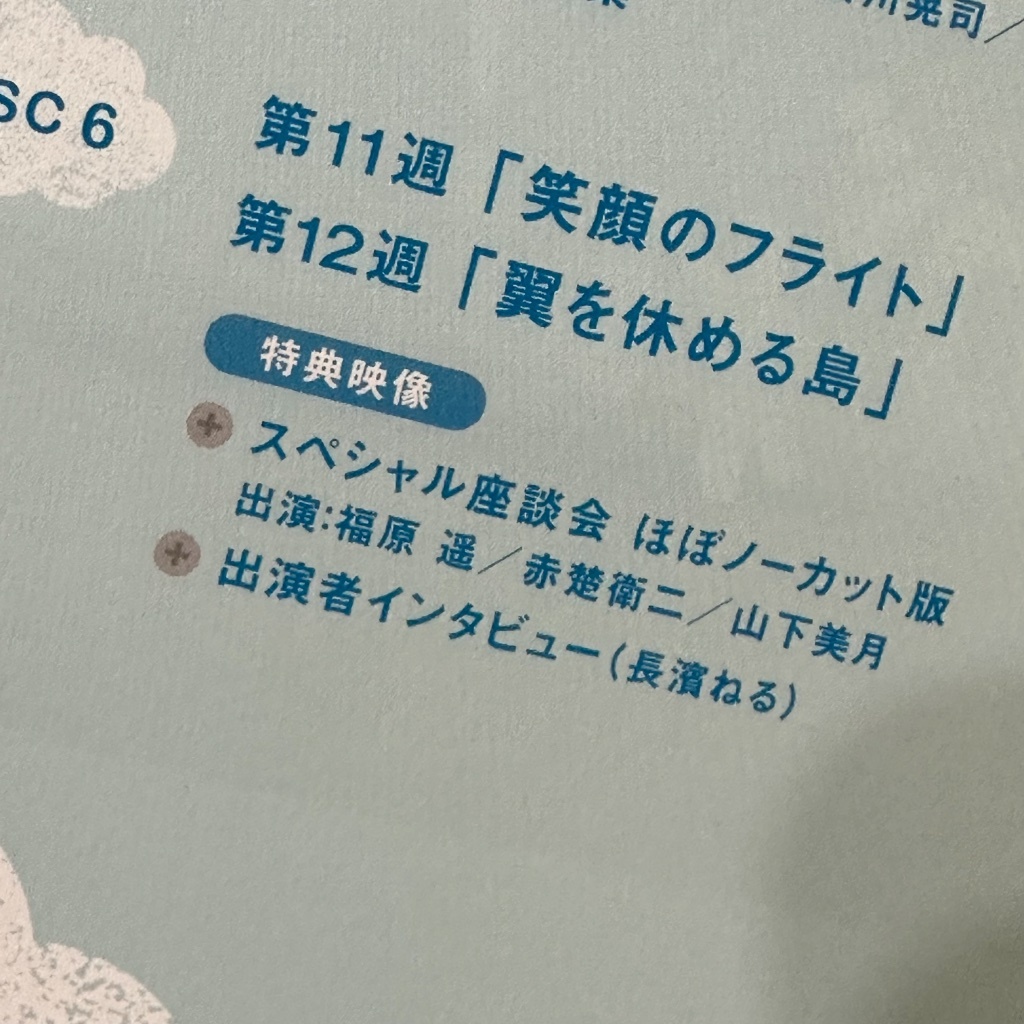 川晃司／
SC 6
第11週「笑顔のフライト」
第12週「翼を休める島」
特典映像
スペシャル座談会 ほぼノーカット版
出演:福原 遥／赤楚衛二／山下美月
出演者インタビュー(長濱ねる)